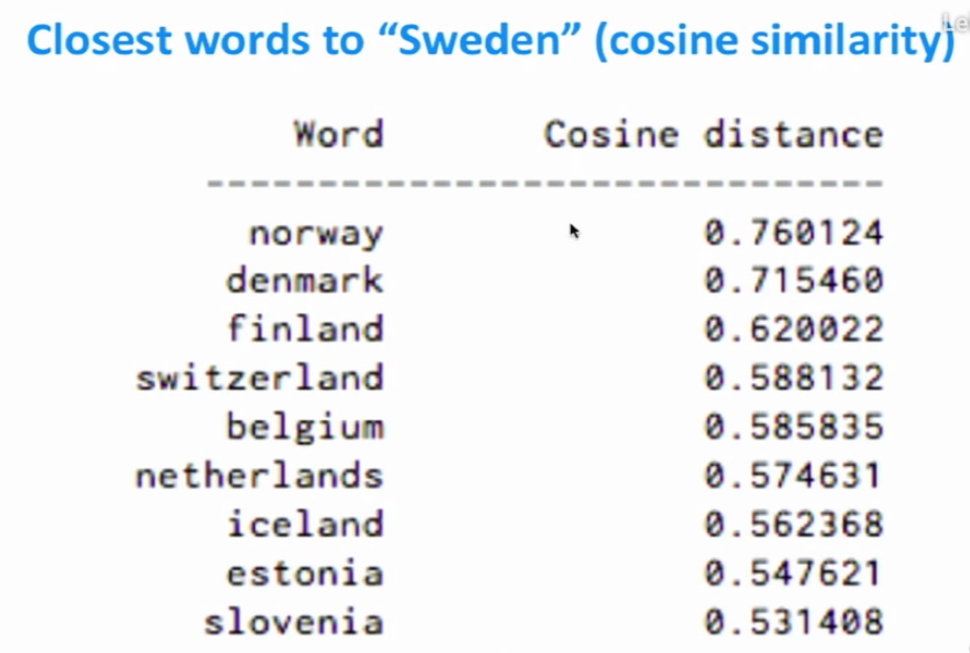 Closest words to “Sweden” (cosine similarity)
Word Cosine distance
---------------------------------
norway 0.760124
denmark 0.715460
finland 0.620022
switzerland 0.588132
belgium 0.585835
netherlands 0.574631
iceland 0.562368
estonia 0.547621
slovenia 0.531408